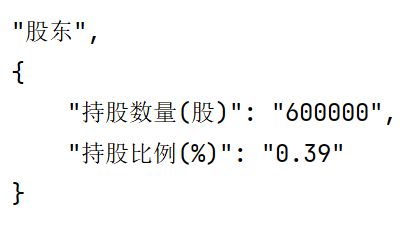 "股东",
{
    "持股数量(股)": "600000",
    "持股比例(%)": "0.39"
}